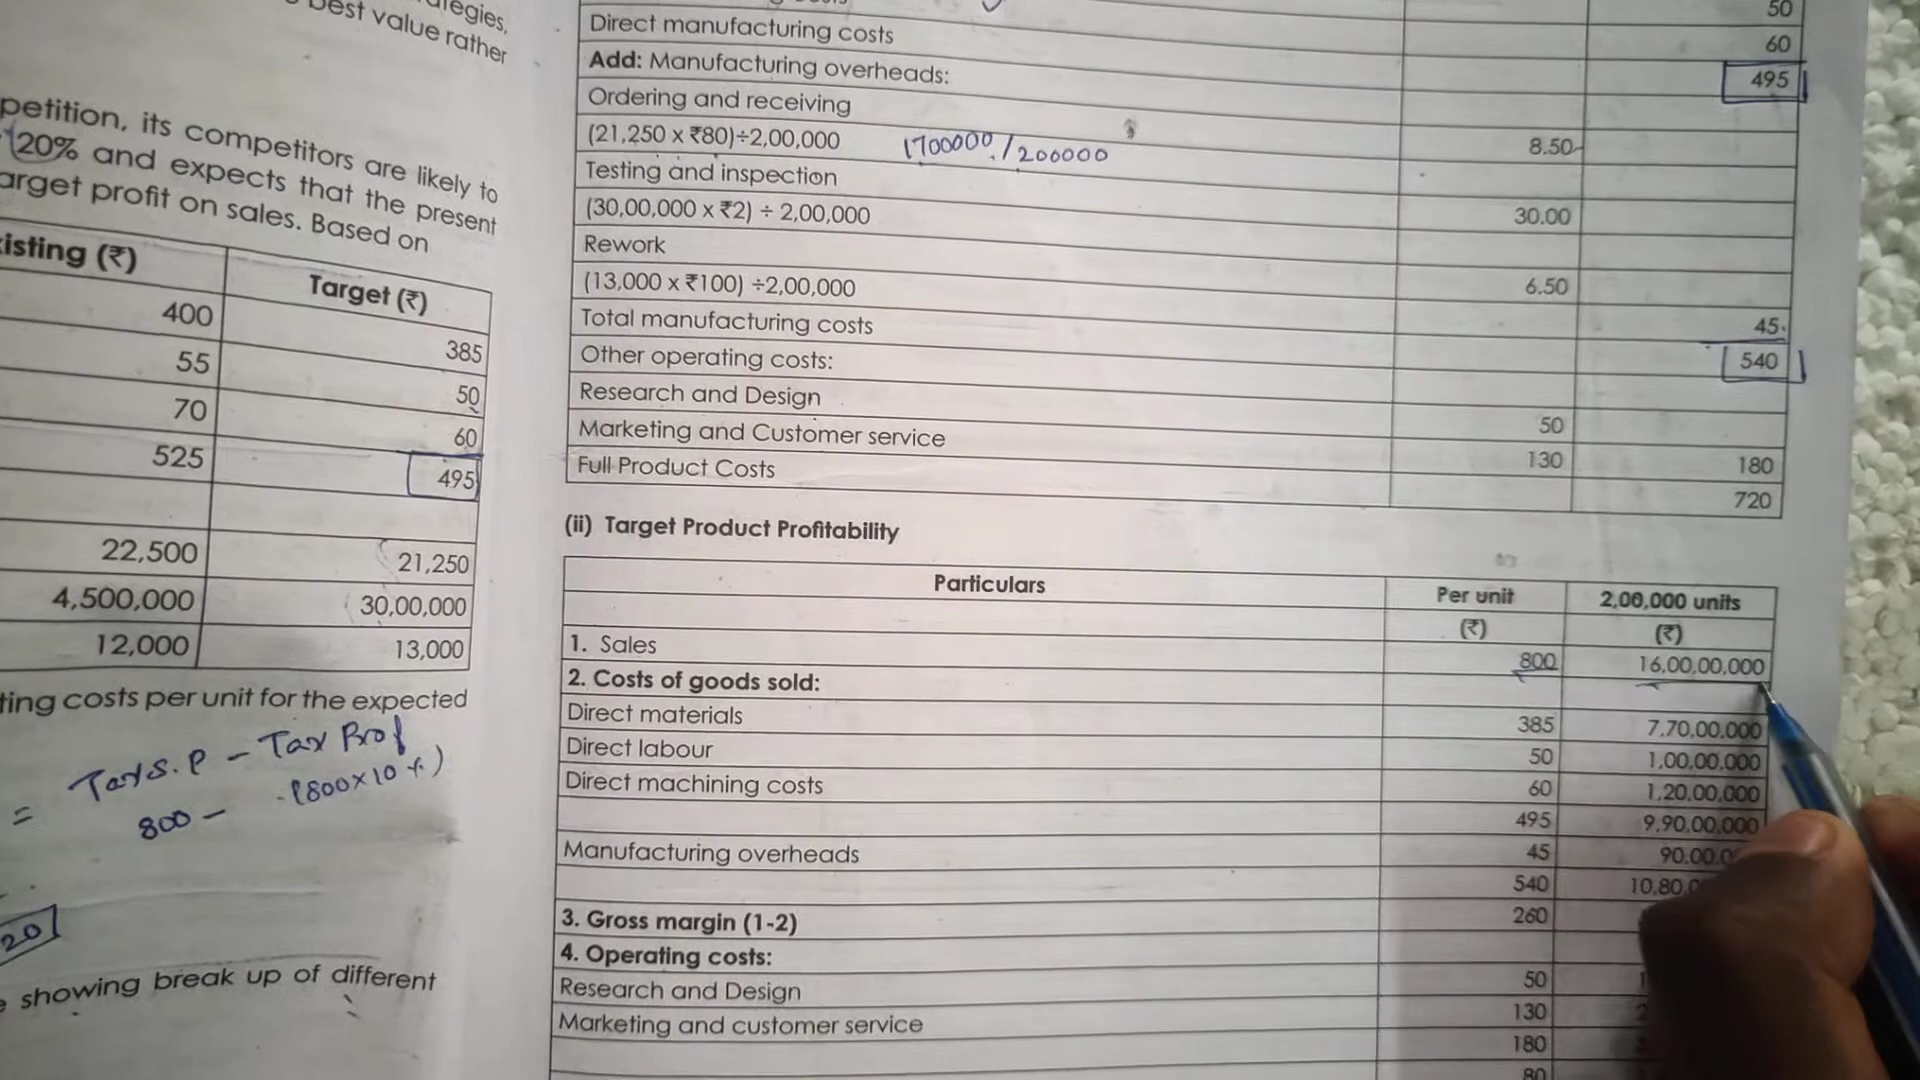 best value rather
petition, its competitors are likely to
20% and expects that the present
arget profit on sales. Based on
isting (₹) Target (₹)
400 385
55 50
70 60
525 495
22,500 21,250
4,500,000 30,00,000
12,000 13,000
ting costs per unit for the expected
800 - (800x10%)
20
showing break up of different
50
Direct manufacturing costs 60
Add: Manufacturing overheads: 495
Ordering and receiving
(21,250 x ₹80)÷2,00,000 1700000/200000 8.50
Testing and inspection
(30,00,000 x ₹2) ÷ 2,00,000 30.00
Rework
(13,000 x ₹100) ÷2,00,000 6.50
Total manufacturing costs 45
Other operating costs: 540
Research and Design
Marketing and Customer service 50
Full Product Costs 130 180
720
(ii) Target Product Profitability
Particulars Per unit 2,00,000 units
(₹) (₹)
1. Sales 800 16,00,00,000
2. Costs of goods sold:
Direct materials 385 7,70,00,000
Direct labour 50 1,00,00,000
Direct machining costs 60 1,20,00,000
495 9,90,00,000
Manufacturing overheads 45
540
3. Gross margin (1-2) 260
4. Operating costs:
Research and Design 50
Marketing and customer service 130
180
80